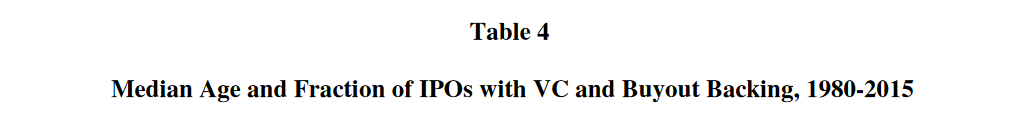 Table 4
Median Age and Fraction of IPOs with VC and Buyout Backing, 1980-2015